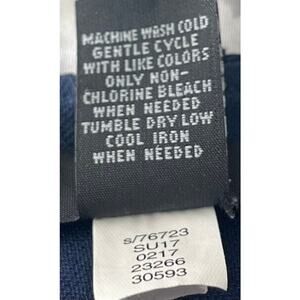 MACHINE WASH COLD
GENTLE CYCLE
WITH LIKE COLORS
ONLY NON-
CHLORINE BLEACH
WHEN NEEDED
TUMBLE DRY LOW
COOL IRON
WHEN NEEDED
s/76723
SU17
0217
23266
30593